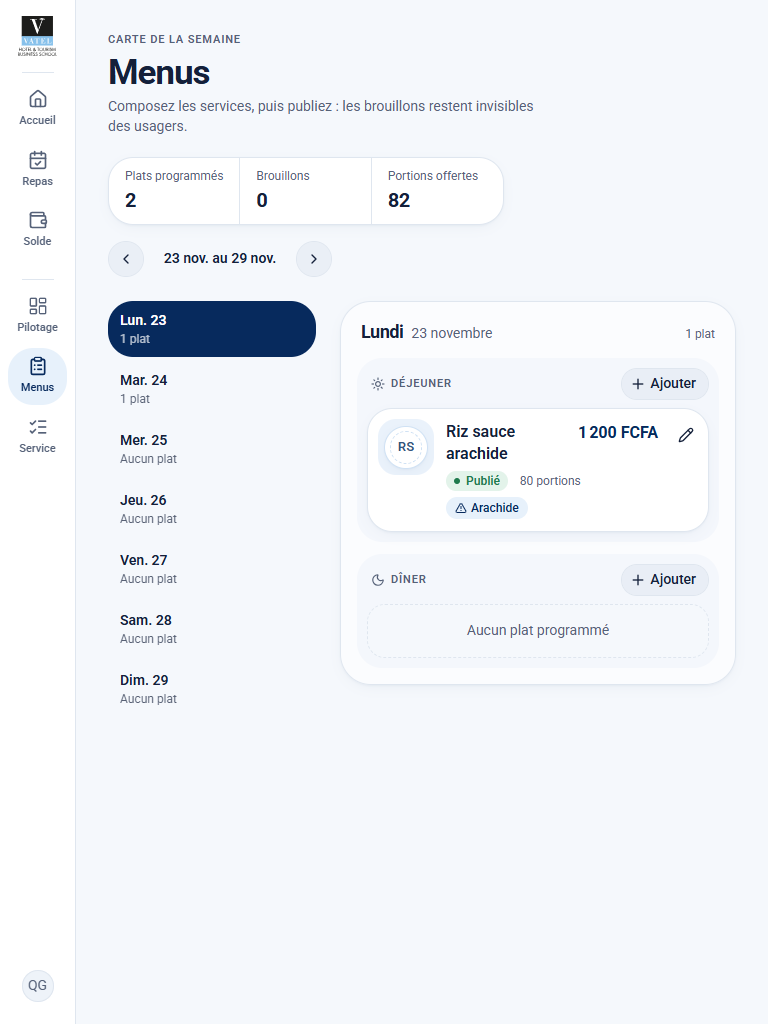 V
VATEL
HOTEL & TOURISM
BUSINESS SCHOOL
Accueil
Repas
Solde
Pilotage
Menus
Service
QG
CARTE DE LA SEMAINE
Menus
Composez les services, puis publiez : les brouillons restent invisibles
des usagers.
Plats programmés
2
Brouillons
0
Portions offertes
82
23 nov. au 29 nov.
Lun. 23
1 plat
Mar. 24
1 plat
Mer. 25
Aucun plat
Jeu. 26
Aucun plat
Ven. 27
Aucun plat
Sam. 28
Aucun plat
Dim. 29
Aucun plat
Lundi 23 novembre 1 plat
DÉJEUNER
Ajouter
RS
Riz sauce
arachide
1 200 FCFA
Publié 80 portions
Arachide
DÎNER
Ajouter
Aucun plat programmé